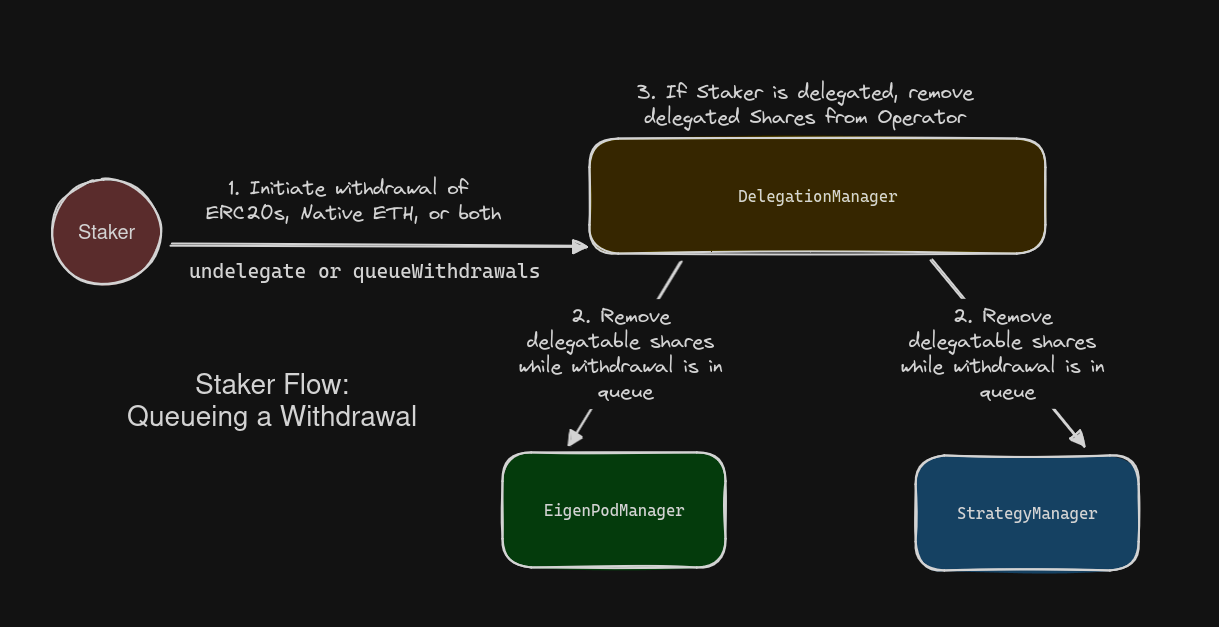 3. If Staker is delegated, remove
delegated Shares from Operator
DelegationManager
1. Initiate withdrawal of
ERC20s, Native ETH, or both
Staker
undelegate or queueWithdrawals
2. Remove
delegatable shares
while withdrawal is in
queue
2. Remove
delegatable shares
while withdrawal is in
queue
Staker Flow:
Queueing a Withdrawal
EigenPodManager
StrategyManager